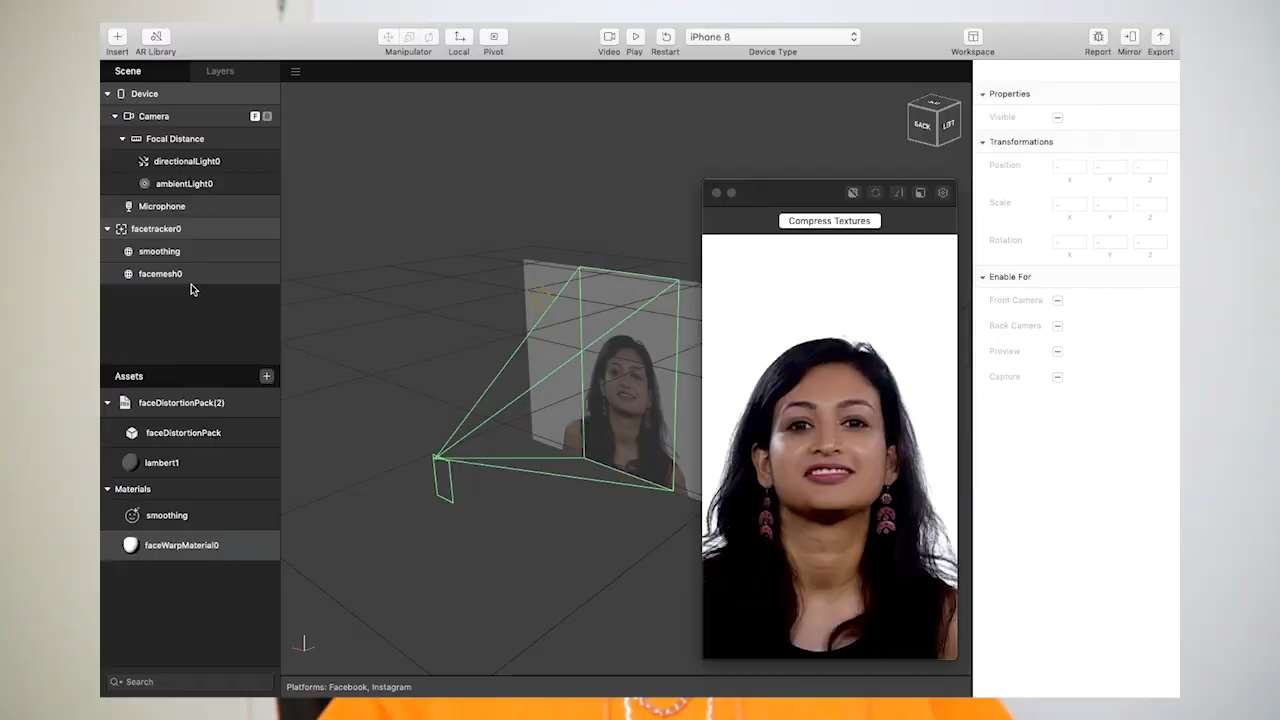 Insert
AR Library
Manipulator
Local
Pivot
Video
Play
Restart
iPhone 8
Device Type
Workspace
Report
Mirror
Export
Scene
Layers
Device
Camera
F
B
Focal Distance
directionalLight0
ambientLight0
Microphone
facetracker0
smoothing
facemesh0
Assets
faceDistortionPack(2)
faceDistortionPack
lambert1
Materials
smoothing
faceWarpMaterial0
Search
BACK
LEFT
Compress Textures
Platforms: Facebook, Instagram
Properties
Visible
Transformations
Position
X Y Z
Scale
X Y Z
Rotation
X Y Z
Enable For
Front Camera
Back Camera
Preview
Capture